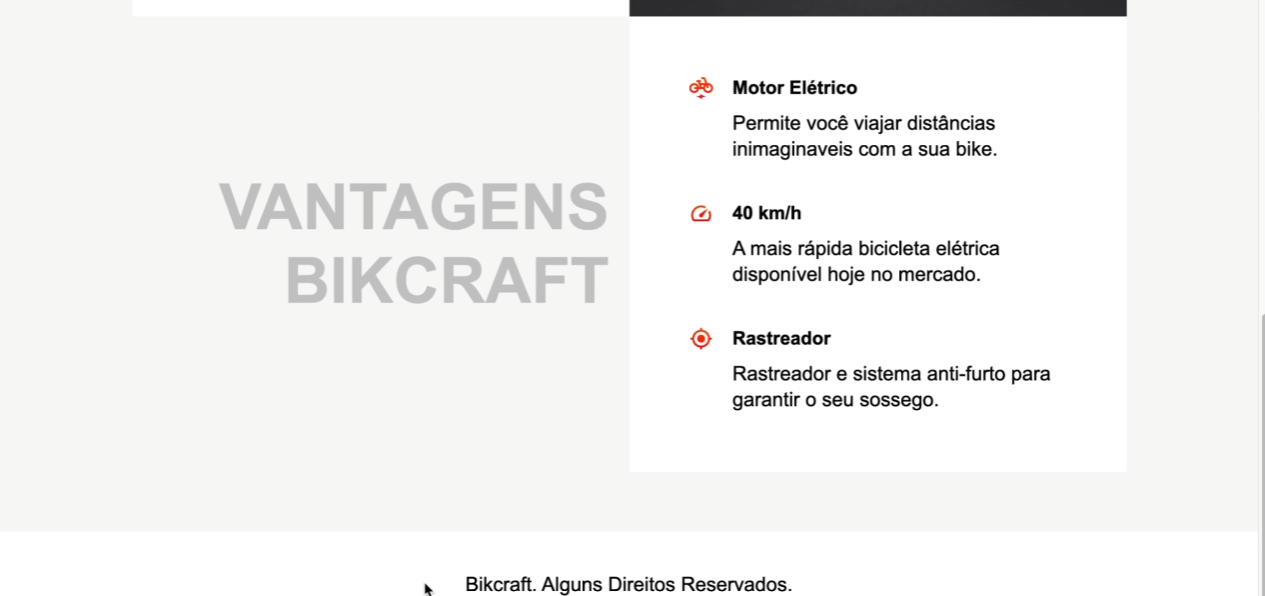 VANTAGENS
BIKCRAFT
Motor Elétrico
Permite você viajar distâncias
inimaginaveis com a sua bike.
40 km/h
A mais rápida bicicleta elétrica
disponível hoje no mercado.
Rastreador
Rastreador e sistema anti-furto para
garantir o seu sossego.
Bikcraft. Alguns Direitos Reservados.